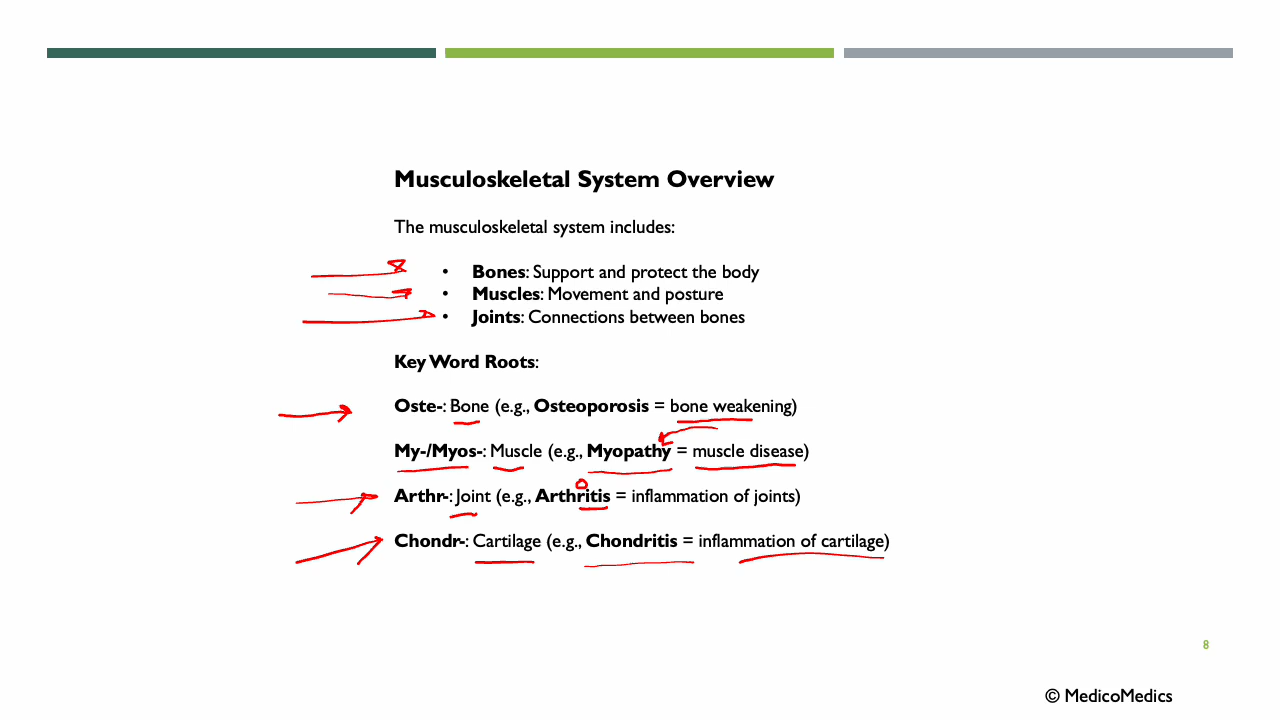 Musculoskeletal System Overview
The musculoskeletal system includes:
• Bones: Support and protect the body
• Muscles: Movement and posture
• Joints: Connections between bones
Key Word Roots:
Oste-: Bone (e.g., Osteoporosis = bone weakening)
My-/Myos-: Muscle (e.g., Myopathy = muscle disease)
Arthr-: Joint (e.g., Arthritis = inflammation of joints)
Chondr-: Cartilage (e.g., Chondritis = inflammation of cartilage)
8
© MedicoMedics